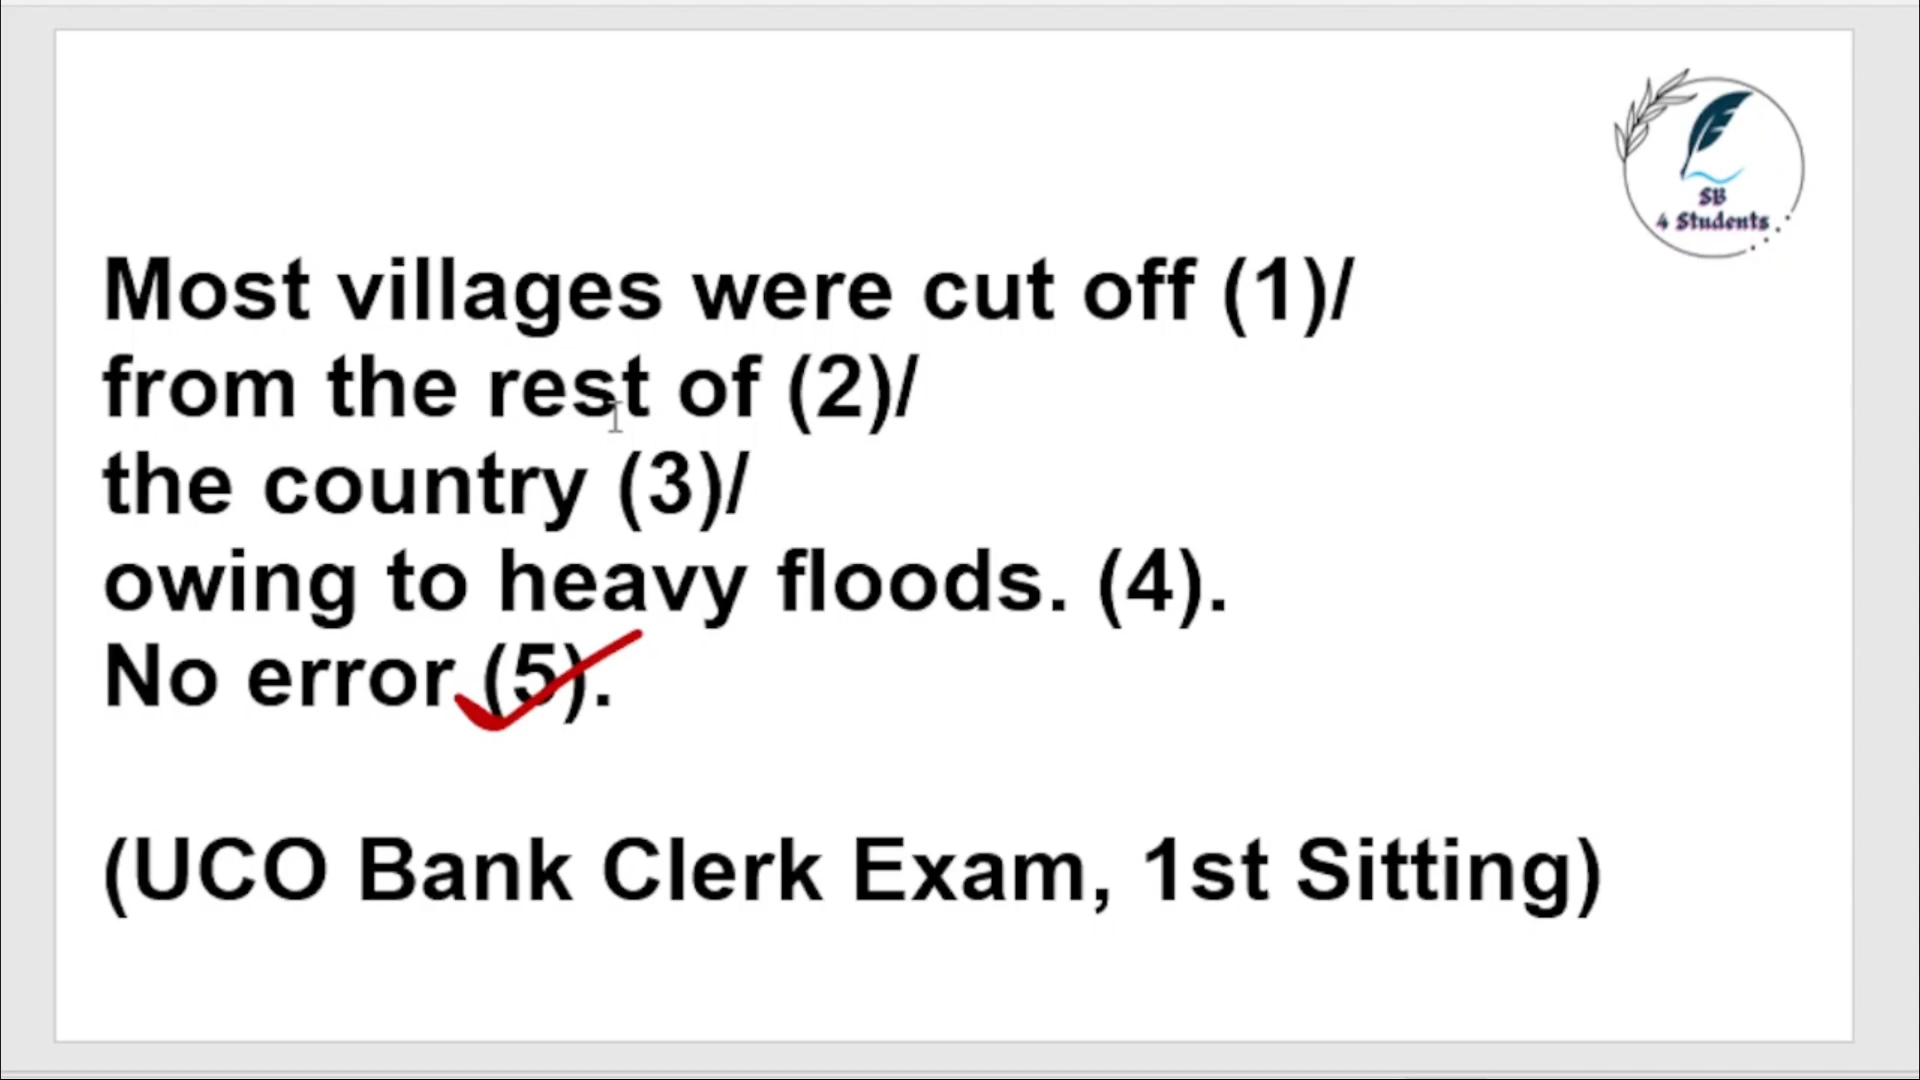 SB
4 Students
Most villages were cut off (1)/
from the rest of (2)/
the country (3)/
owing to heavy floods. (4).
No error (5).
(UCO Bank Clerk Exam, 1st Sitting)